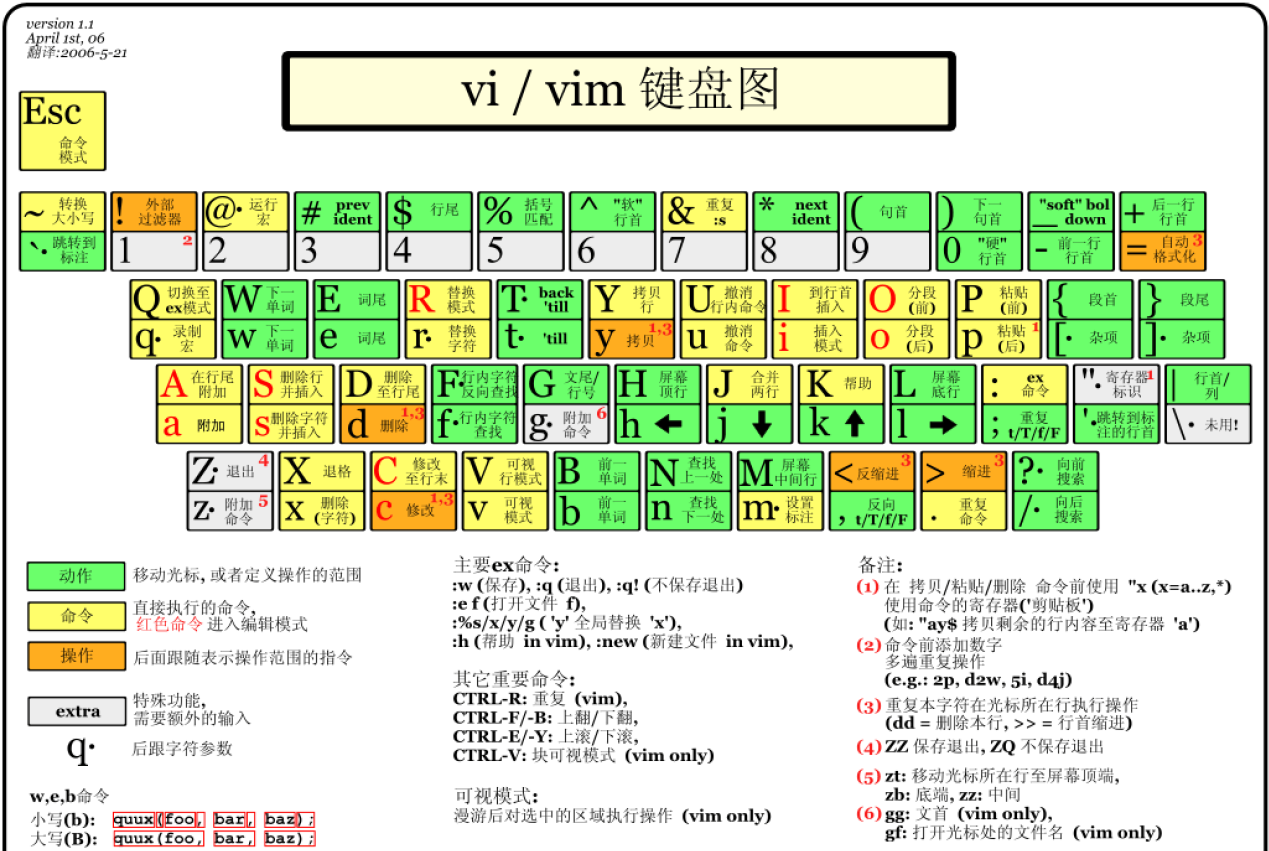 version 1.1
April 1st, 06
翻译:2006-5-21
vi / vim 键盘图
Esc
命令
模式
~ 转换
大小写
! 外部
过滤器
@· 运行
宏
# prev
ident
$ 行尾
% 括号
匹配
^ "软"
行首
& 重复
:s
* next
ident
( 句首
) 下一
句首
_ "soft" bol
down
+ 后一行
行首
`· 跳转到
标注
1 2
2
3
4
5
6
7
8
9
0 "硬"
行首
- 前一行
行首
= 自动 3
格式化
Q 切换至
ex模式
W 下一
单词
E 词尾
R 替换
模式
T· back
'till
Y 拷贝
行
U 撤消
行内命令
I 到行首
插入
O 分段
(前)
P 粘贴
(前)
{ 段首
} 段尾
q· 录制
宏
w 下一
单词
e 词尾
r· 替换
字符
t· 'till
y 拷贝 1,3
u 撤消
命令
i 插入
模式
o 分段
(后)
p 粘贴 1
(后)
[· 杂项
]· 杂项
A 在行尾
附加
S 删除行
并插入
D 删除
至行尾
F· 行内字符
反向查找
G 文尾/
行号
H 屏幕
顶行
J 合并
两行
K 帮助
L 屏幕
底行
: ex
命令
"· 寄存器 1
标识
| 行首/
列
a 附加
s 删除字符
并插入
d 删除 1,3
f· 行内字符
查找
g· 附加 6
命令
h ←
j ↓
k ↑
l →
; 重复
t/T/f/F
'· 跳转到标
注的行首
\· 未用!
Z· 退出 4
X 退格
C 修改
至行末
V 可视
行模式
B 前一
单词
N 查找
上一处
M 屏幕
中间行
< 反缩进 3
> 缩进 3
?· 向前
搜索
z· 附加 5
命令
x 删除
(字符)
c 修改 1,3
v 可视
模式
b 前一
单词
n 查找
下一处
m· 设置
标注
, 反向
t/T/f/F
. 重复
命令
/· 向后
搜索
动作 移动光标, 或者定义操作的范围
命令 直接执行的命令,
红色命令 进入编辑模式
操作 后面跟随表示操作范围的指令
extra 特殊功能,
需要额外的输入
q· 后跟字符参数
w,e,b命令
小写(b): quux(foo, bar, baz);
大写(B): quux(foo, bar, baz);
主要ex命令:
:w (保存), :q (退出), :q! (不保存退出)
:e f (打开文件 f),
:%s/x/y/g ( 'y' 全局替换 'x'),
:h (帮助 in vim), :new (新建文件 in vim),
其它重要命令:
CTRL-R: 重复 (vim),
CTRL-F/-B: 上翻/下翻,
CTRL-E/-Y: 上滚/下滚,
CTRL-V: 块可视模式 (vim only)
可视模式:
漫游后对选中的区域执行操作 (vim only)
备注:
(1) 在 拷贝/粘贴/删除 命令前使用 "x (x=a..z,*)
使用命令的寄存器('剪贴板')
(如: "ay$ 拷贝剩余的行内容至寄存器 'a')
(2) 命令前添加数字
多遍重复操作
(e.g.: 2p, d2w, 5i, d4j)
(3) 重复本字符在光标所在行执行操作
(dd = 删除本行, >> = 行首缩进)
(4) ZZ 保存退出, ZQ 不保存退出
(5) zt: 移动光标所在行至屏幕顶端,
zb: 底端, zz: 中间
(6) gg: 文首 (vim only),
gf: 打开光标处的文件名 (vim only)